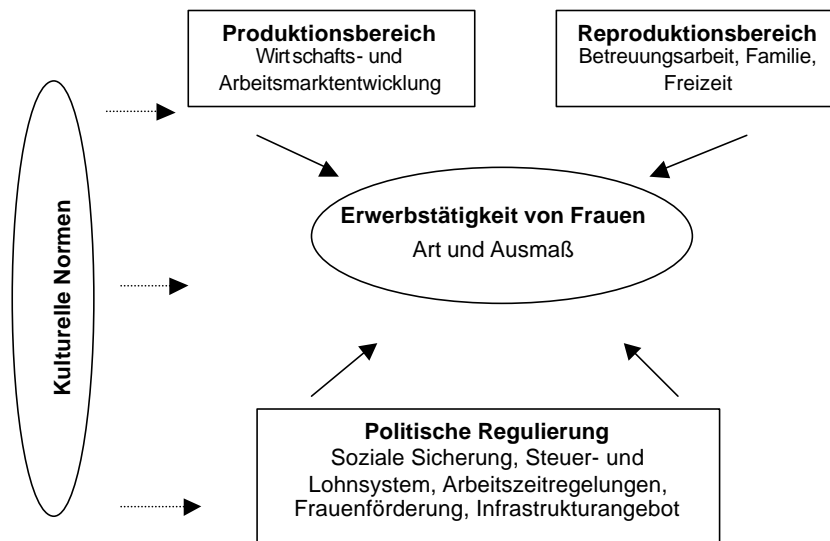 Produktionsbereich
Wirtschafts- und
Arbeitsmarktentwicklung
Reproduktionsbereich
Betreuungsarbeit, Familie,
Freizeit
Kulturelle Normen
Erwerbstätigkeit von Frauen
Art und Ausmaß
Politische Regulierung
Soziale Sicherung, Steuer- und
Lohnsystem, Arbeitszeitregelungen,
Frauenförderung, Infrastrukturangebot